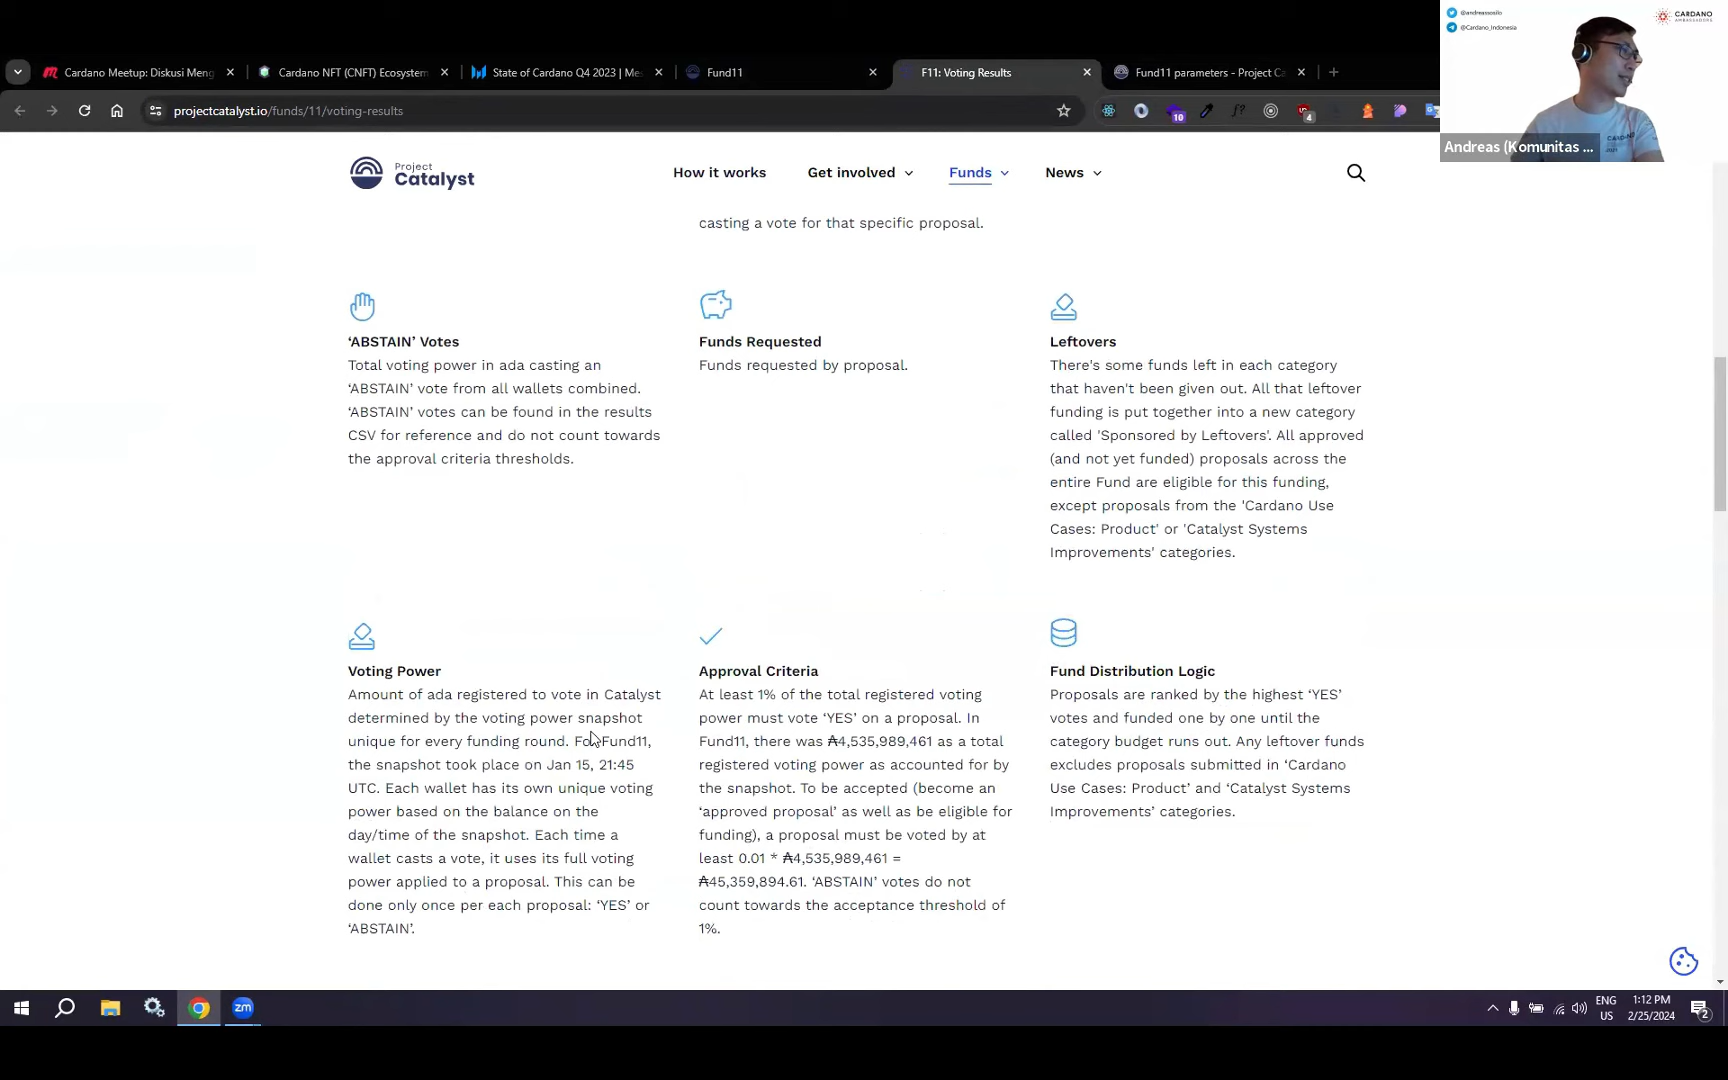 @andreassosilo
@Cardano_Indonesia
CARDANO
AMBASSADORS
Andreas (Komunitas ...
Cardano Meetup: Diskusi Meng
Cardano NFT (CNFT) Ecosystem
State of Cardano Q4 2023 | Mes
Fund11
F11: Voting Results
Fund11 parameters - Project Ca
projectcatalyst.io/funds/11/voting-results
10
4
Project
Catalyst
How it works
Get involved
Funds
News
casting a vote for that specific proposal.
‘ABSTAIN’ Votes
Total voting power in ada casting an
‘ABSTAIN’ vote from all wallets combined.
‘ABSTAIN’ votes can be found in the results
CSV for reference and do not count towards
the approval criteria thresholds.
Funds Requested
Funds requested by proposal.
Leftovers
There's some funds left in each category
that haven't been given out. All that leftover
funding is put together into a new category
called 'Sponsored by Leftovers'. All approved
(and not yet funded) proposals across the
entire Fund are eligible for this funding,
except proposals from the 'Cardano Use
Cases: Product' or 'Catalyst Systems
Improvements' categories.
Voting Power
Amount of ada registered to vote in Catalyst
determined by the voting power snapshot
unique for every funding round. For Fund11,
the snapshot took place on Jan 15, 21:45
UTC. Each wallet has its own unique voting
power based on the balance on the
day/time of the snapshot. Each time a
wallet casts a vote, it uses its full voting
power applied to a proposal. This can be
done only once per each proposal: ‘YES’ or
‘ABSTAIN’.
Approval Criteria
At least 1% of the total registered voting
power must vote ‘YES’ on a proposal. In
Fund11, there was ₳4,535,989,461 as a total
registered voting power as accounted for by
the snapshot. To be accepted (become an
‘approved proposal’ as well as be eligible for
funding), a proposal must be voted by at
least 0.01 * ₳4,535,989,461 =
₳45,359,894.61. ‘ABSTAIN’ votes do not
count towards the acceptance threshold of
1%.
Fund Distribution Logic
Proposals are ranked by the highest ‘YES’
votes and funded one by one until the
category budget runs out. Any leftover funds
excludes proposals submitted in ‘Cardano
Use Cases: Product’ and ‘Catalyst Systems
Improvements’ categories.
zm
ENG
US
1:12 PM
2/25/2024
2